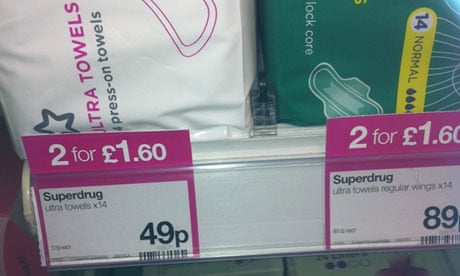 ULTRA TOWELS
press-on towels
lock core
14
NORMAL
2 for £1.60
Superdrug
ultra towels x14
49p
2 for £1.60
Superdrug
ultra towels regular wings x14
89p